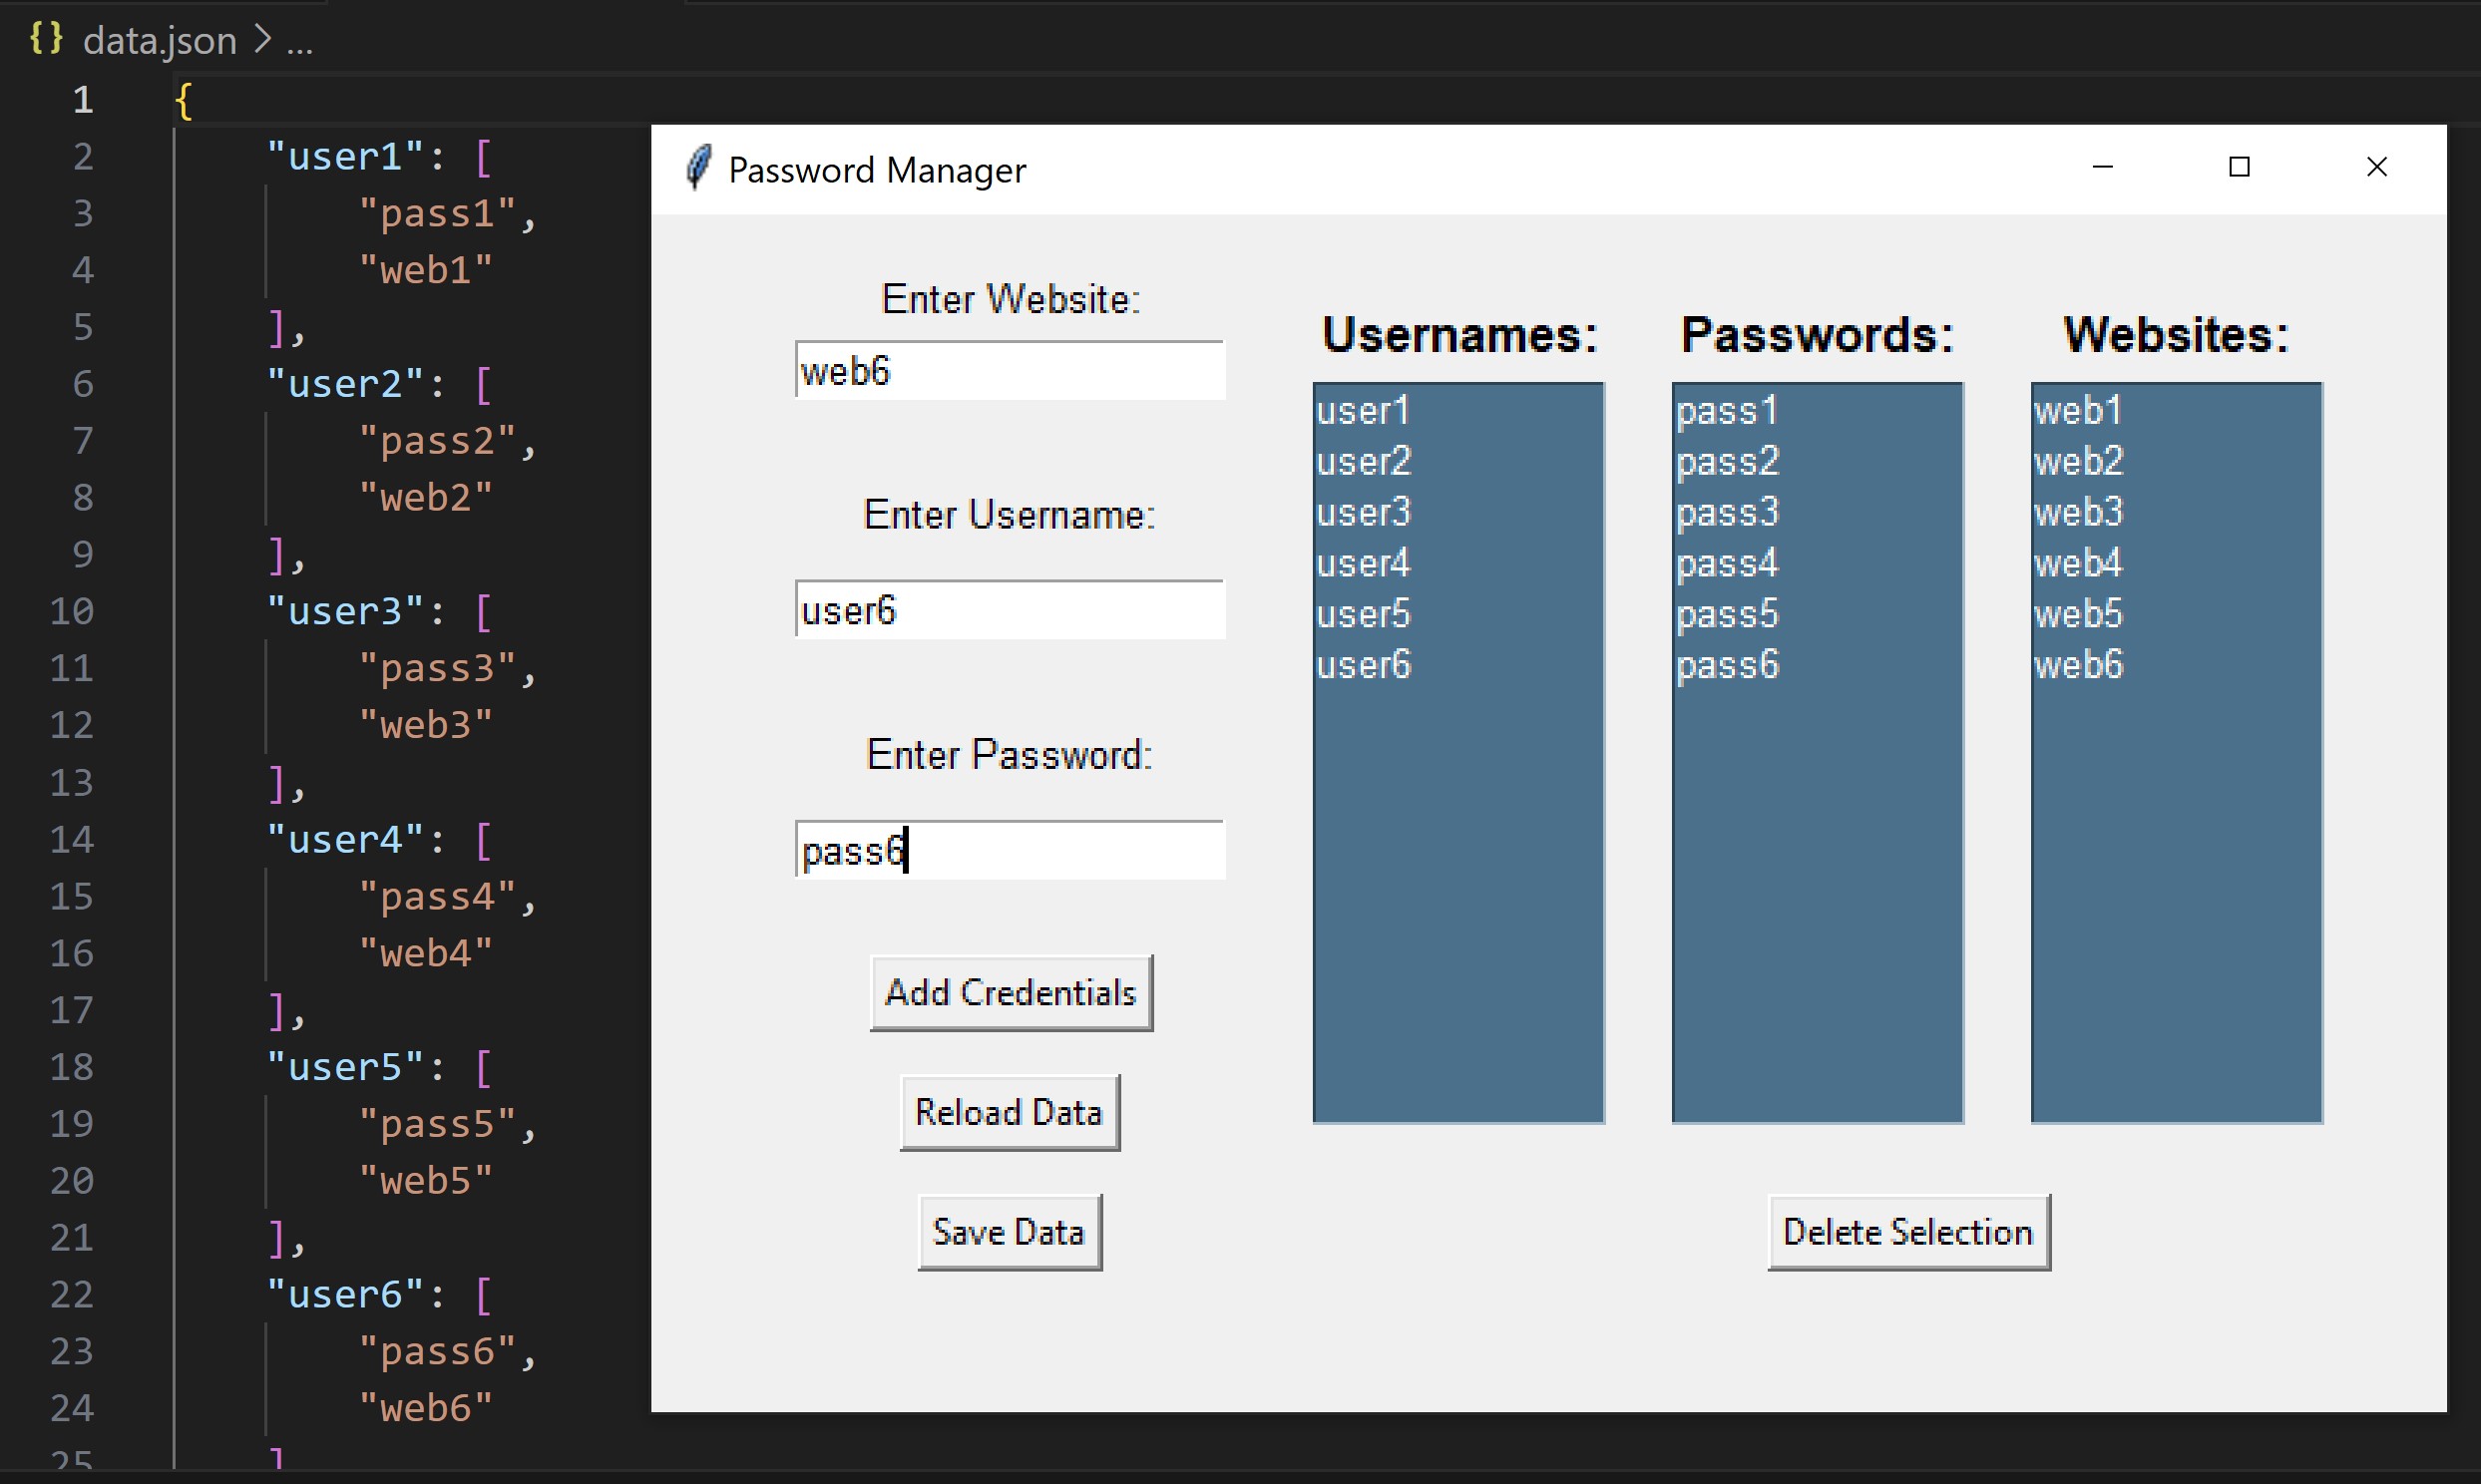 {} data.json > ...
1 {
2 "user1": [
3 "pass1",
4 "web1"
5 ],
6 "user2": [
7 "pass2",
8 "web2"
9 ],
10 "user3": [
11 "pass3",
12 "web3"
13 ],
14 "user4": [
15 "pass4",
16 "web4"
17 ],
18 "user5": [
19 "pass5",
20 "web5"
21 ],
22 "user6": [
23 "pass6",
24 "web6"
25 ]
Password Manager
Enter Website:
web6
Enter Username:
user6
Enter Password:
pass6
Add Credentials
Reload Data
Save Data
Usernames: Passwords: Websites:
user1 pass1 web1
user2 pass2 web2
user3 pass3 web3
user4 pass4 web4
user5 pass5 web5
user6 pass6 web6
Delete Selection